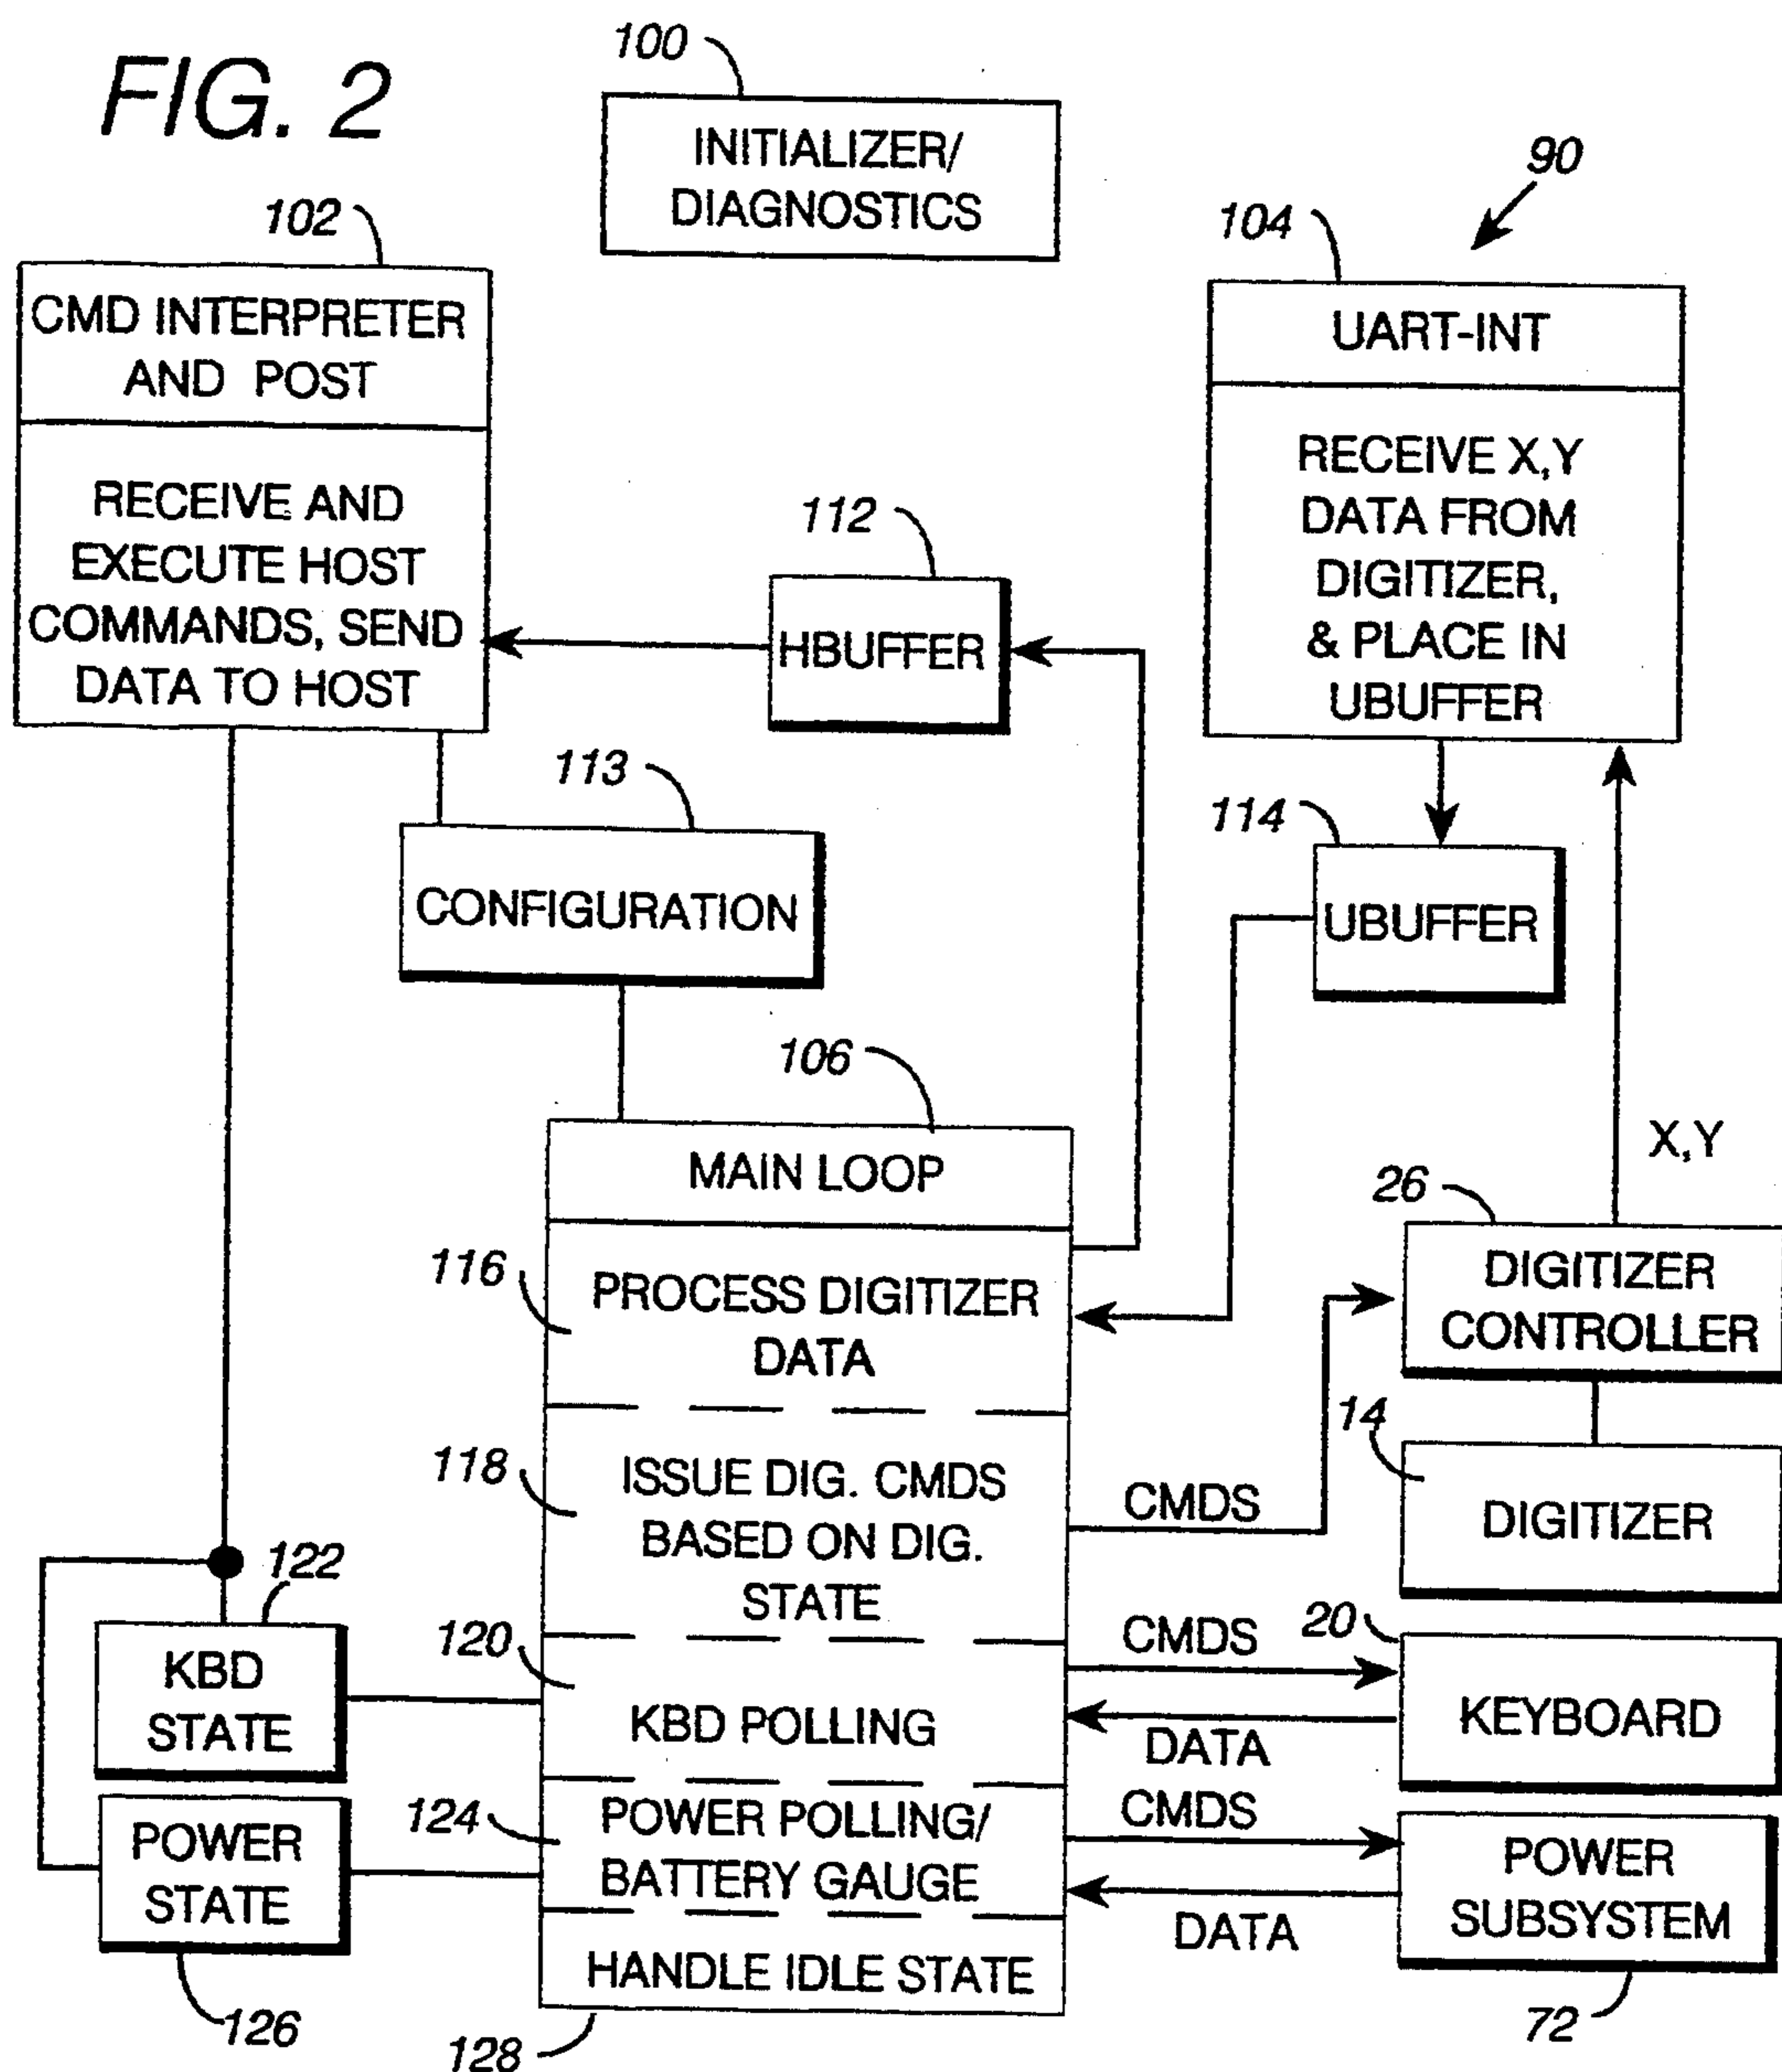 FIG. 2
100
INITIALIZER/
DIAGNOSTICS
90
102
CMD INTERPRETER
AND POST
RECEIVE AND
EXECUTE HOST
COMMANDS, SEND
DATA TO HOST
104
UART-INT
RECEIVE X,Y
DATA FROM
DIGITIZER,
& PLACE IN
UBUFFER
112
HBUFFER
113
CONFIGURATION
114
UBUFFER
106
MAIN LOOP
116
PROCESS DIGITIZER
DATA
118
ISSUE DIG. CMDS
BASED ON DIG.
STATE
120
KBD POLLING
124
POWER POLLING/
BATTERY GAUGE
HANDLE IDLE STATE
128
X,Y
26
DIGITIZER
CONTROLLER
14
DIGITIZER
CMDS
20
CMDS
KEYBOARD
DATA
CMDS
POWER
SUBSYSTEM
DATA
72
122
KBD
STATE
POWER
STATE
126